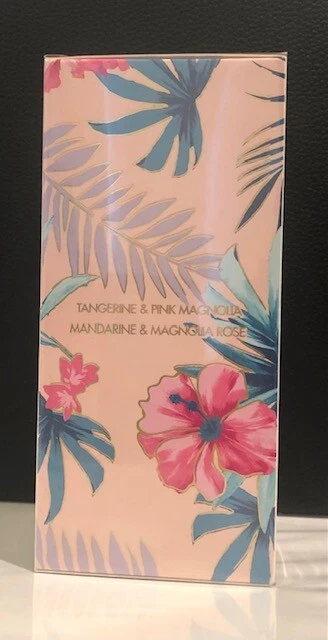 TANGERINE & PINK MAGNOLIA
MANDARINE & MAGNOLIA ROSE